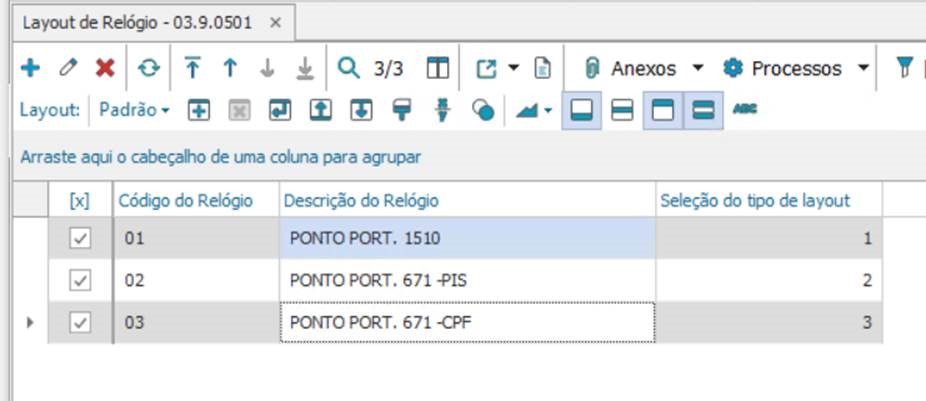 Layout de Relógio - 03.9.0501 ×
3/3 Anexos Processos
Layout: Padrão ABC
Arraste aqui o cabeçalho de uma coluna para agrupar
[x] Código do Relógio Descrição do Relógio Seleção do tipo de layout
01 PONTO PORT. 1510 1
02 PONTO PORT. 671 -PIS 2
03 PONTO PORT. 671 -CPF 3